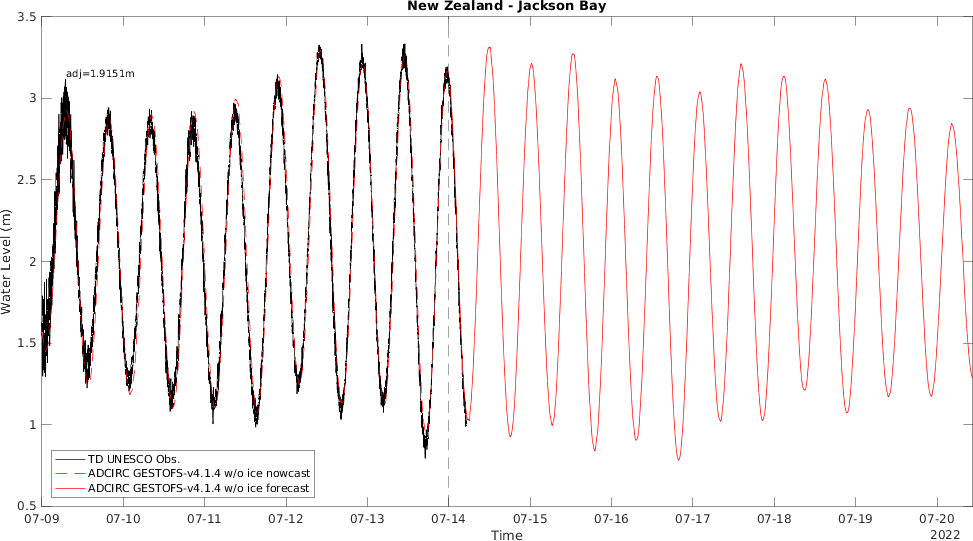 New Zealand - Jackson Bay
3.5
3
2.5
2
1.5
1
0.5
Water Level (m)
adj=1.9151m
TD UNESCO Obs.
ADCIRC GESTOFS-v4.1.4 w/o ice nowcast
ADCIRC GESTOFS-v4.1.4 w/o ice forecast
07-09 07-10 07-11 07-12 07-13 07-14 07-15 07-16 07-17 07-18 07-19 07-20
2022
Time